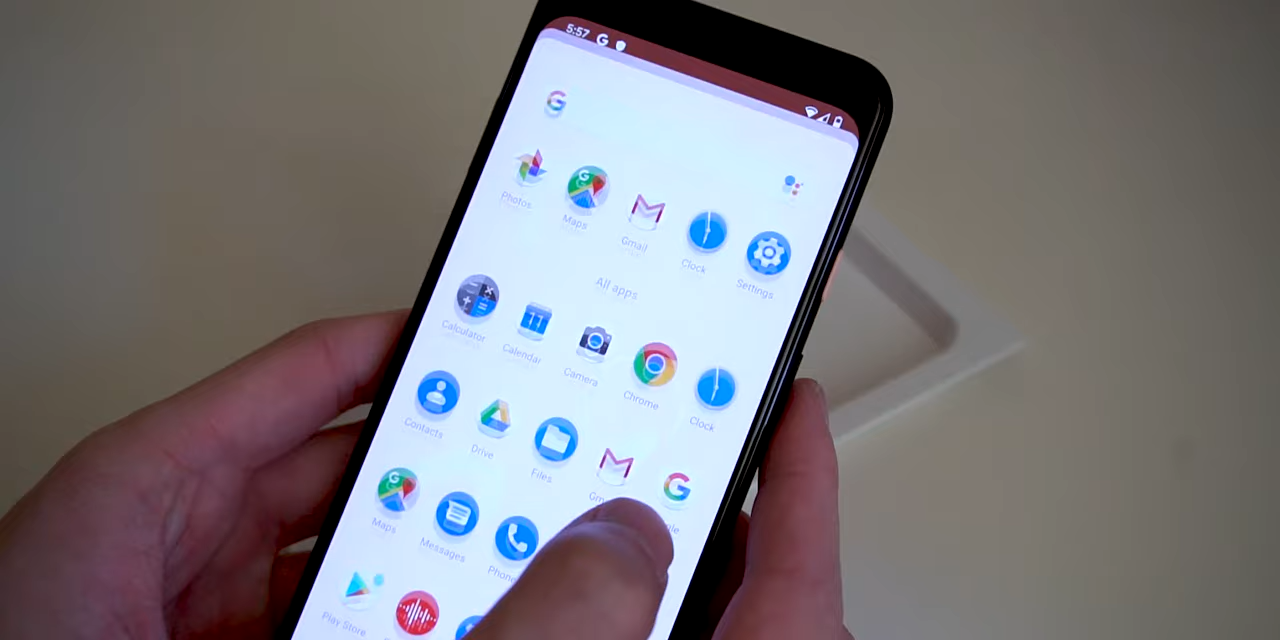 5:57
Photos
Maps
Gmail
Clock
Settings
All apps
Calculator
Calendar
11
Camera
Chrome
Clock
Contacts
Drive
Files
Maps
Messages
Phone
Play Store